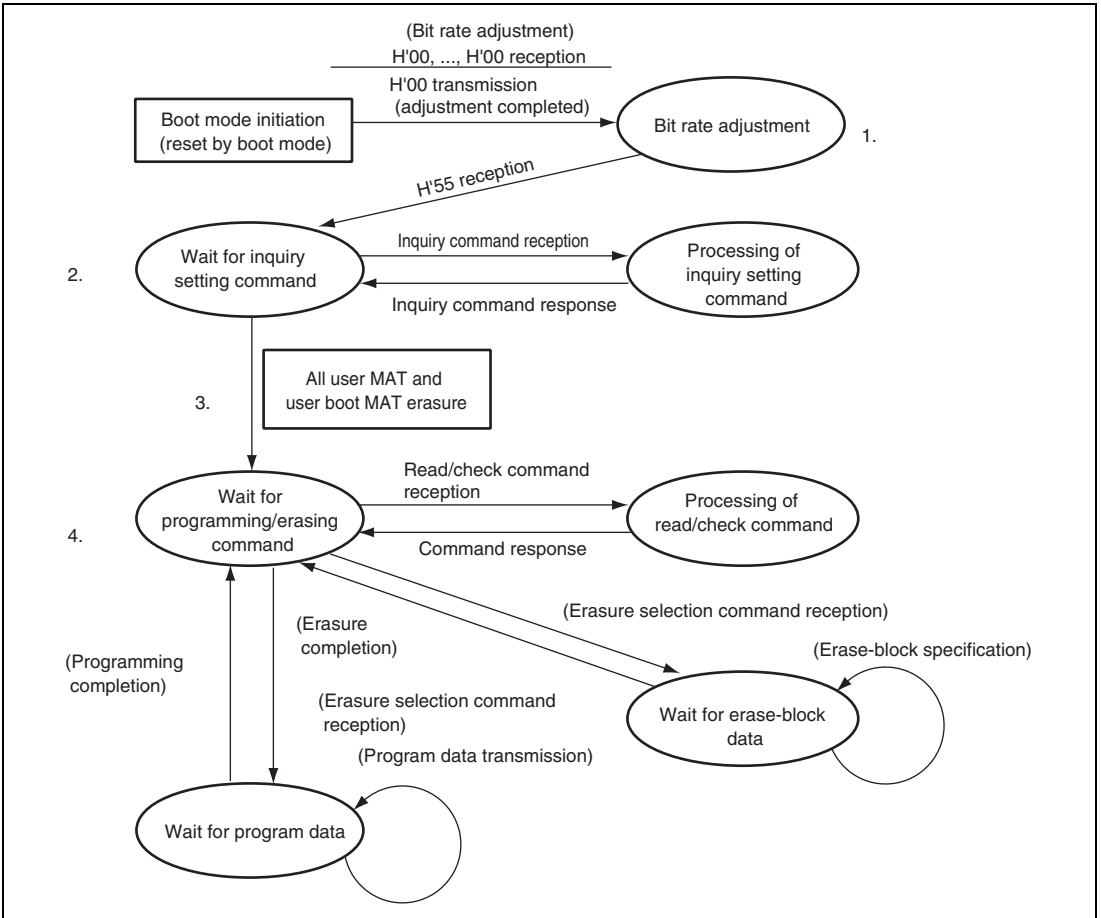 (Bit rate adjustment)
H'00, ..., H'00 reception
H'00 transmission
(adjustment completed)
Boot mode initiation
(reset by boot mode)
Bit rate adjustment
1.
H'55 reception
2.
Wait for inquiry
setting command
Inquiry command reception
Inquiry command response
Processing of
inquiry setting
command
3.
All user MAT and
user boot MAT erasure
4.
Wait for
programming/erasing
command
Read/check command
reception
Command response
Processing of
read/check command
(Erasure selection command reception)
(Erasure
completion)
(Programming
completion)
(Erase-block specification)
(Erasure selection command
reception)
Wait for erase-block
data
(Program data transmission)
Wait for program data